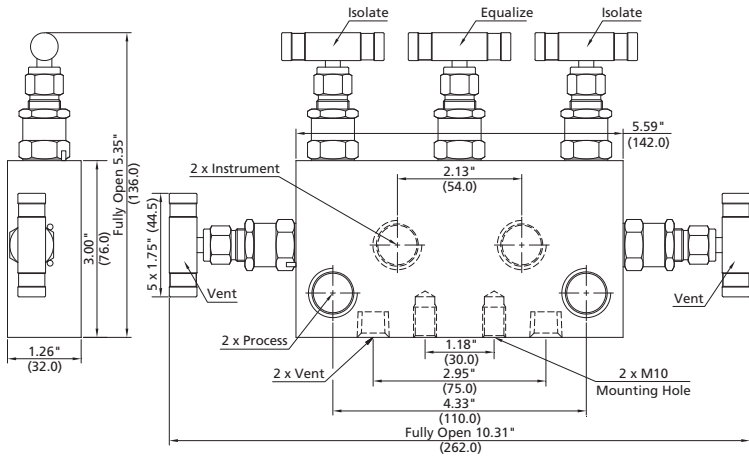 Isolate
Equalize
Isolate
5.59"
(142.0)
Fully Open 5.35"
(136.0)
2 x Instrument
2.13"
(54.0)
3.00"
(76.0)
5 x 1.75" (44.5)
Vent
Vent
2 x Process
1.26"
(32.0)
2 x Vent
1.18"
(30.0)
2 x M10
Mounting Hole
2.95"
(75.0)
4.33"
(110.0)
Fully Open 10.31"
(262.0)